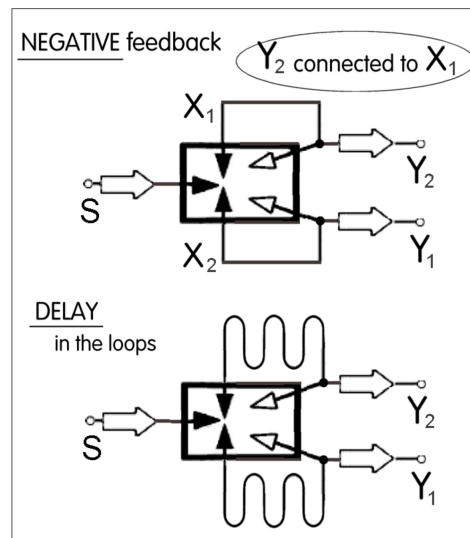 NEGATIVE feedback
Y₂ connected to X₁
X₁
S
Y₂
Y₁
X₂
DELAY
in the loops
S
Y₂
Y₁